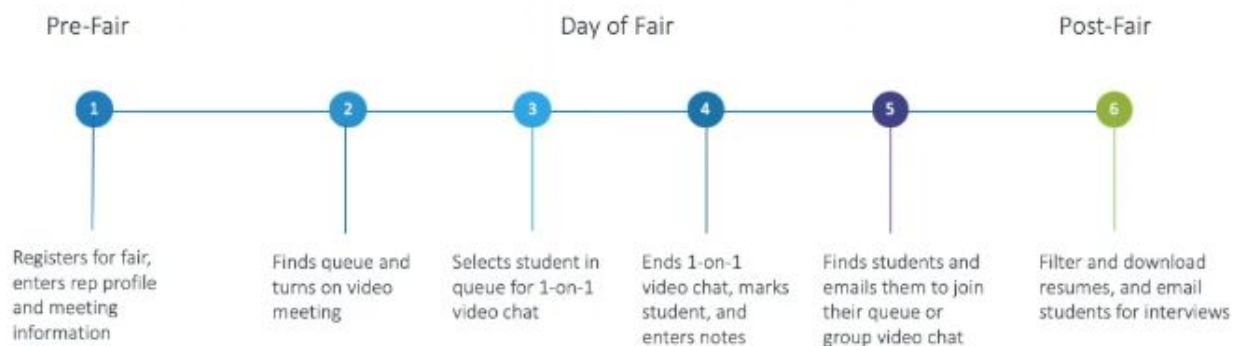 Pre-Fair
Day of Fair
Post-Fair
1
2
3
4
5
6
Registers for fair,
enters rep profile
and meeting
information
Finds queue and
turns on video
meeting
Selects student in
queue for 1-on-1
video chat
Ends 1-on-1
video chat, marks
student, and
enters notes
Finds students and
emails them to join
their queue or
group video chat
Filter and download
resumes, and email
students for interviews